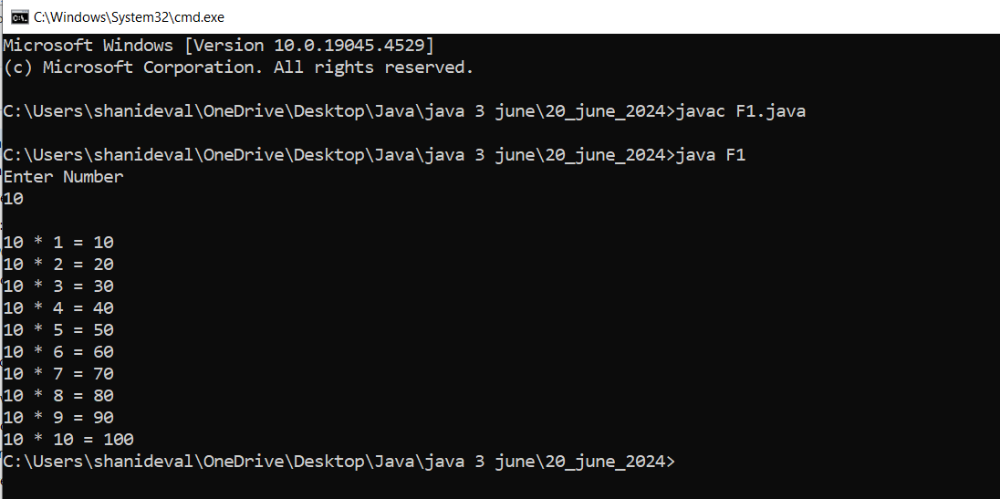 C:\Windows\System32\cmd.exe
Microsoft Windows [Version 10.0.19045.4529]
(c) Microsoft Corporation. All rights reserved.
C:\Users\shanideval\OneDrive\Desktop\Java\java 3 june\20_june_2024>javac F1.java
C:\Users\shanideval\OneDrive\Desktop\Java\java 3 june\20_june_2024>java F1
Enter Number
10
10 * 1 = 10
10 * 2 = 20
10 * 3 = 30
10 * 4 = 40
10 * 5 = 50
10 * 6 = 60
10 * 7 = 70
10 * 8 = 80
10 * 9 = 90
10 * 10 = 100
C:\Users\shanideval\OneDrive\Desktop\Java\java 3 june\20_june_2024>